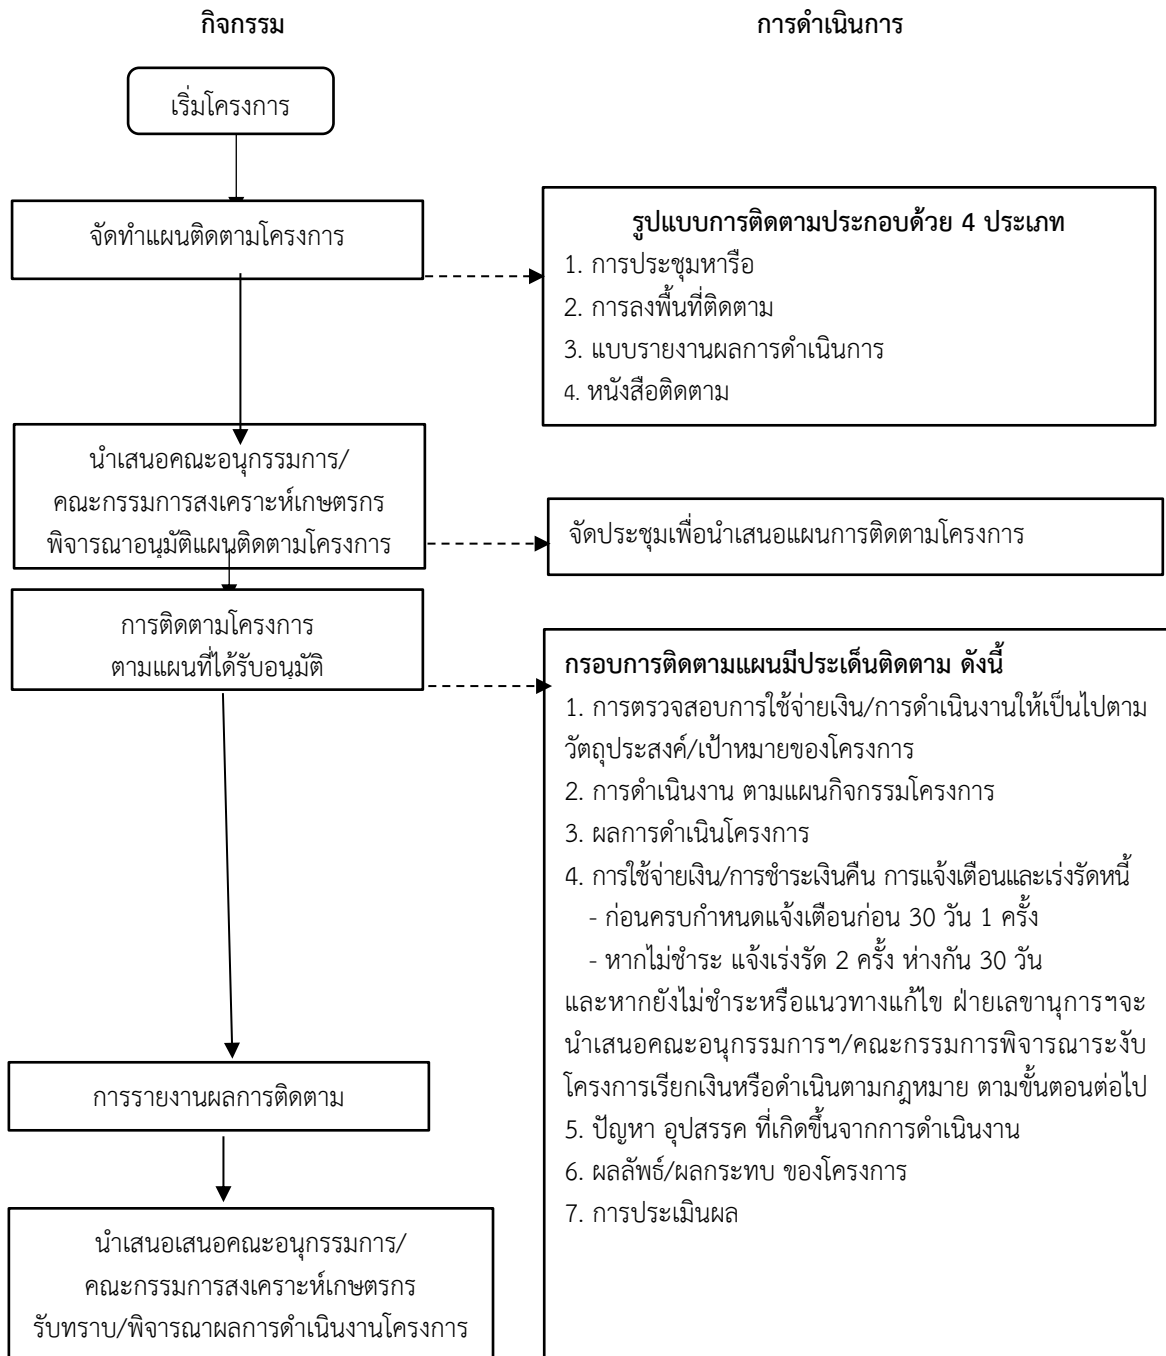 กิจกรรม
การดำเนินการ
เริ่มโครงการ
จัดทำแผนติดตามโครงการ
รูปแบบการติดตามประกอบด้วย 4 ประเภท
1. การประชุมหารือ
2. การลงพื้นที่ติดตาม
3. แบบรายงานผลการดำเนินการ
4. หนังสือติดตาม
นำเสนอคณะอนุกรรมการ/
คณะกรรมการสงเคราะห์เกษตรกร
พิจารณาอนุมัติแผนติดตามโครงการ
จัดประชุมเพื่อนำเสนอแผนการติดตามโครงการ
การติดตามโครงการ
ตามแผนที่ได้รับอนุมัติ
กรอบการติดตามแผนมีประเด็นติดตาม ดังนี้
1. การตรวจสอบการใช้จ่ายเงิน/การดำเนินงานให้เป็นไปตาม
วัตถุประสงค์/เป้าหมายของโครงการ
2. การดำเนินงาน ตามแผนกิจกรรมโครงการ
3. ผลการดำเนินโครงการ
4. การใช้จ่ายเงิน/การชำระเงินคืน การแจ้งเตือนและเร่งรัดหนี้
- ก่อนครบกำหนดแจ้งเตือนก่อน 30 วัน 1 ครั้ง
- หากไม่ชำระ แจ้งเร่งรัด 2 ครั้ง ห่างกัน 30 วัน
และหากยังไม่ชำระหรือแนวทางแก้ไข ฝ่ายเลขานุการฯจะ
นำเสนอคณะอนุกรรมการฯ/คณะกรรมการพิจารณาระงับ
โครงการเรียกเงินหรือดำเนินตามกฎหมาย ตามขั้นตอนต่อไป
5. ปัญหา อุปสรรค ที่เกิดขึ้นจากการดำเนินงาน
6. ผลลัพธ์/ผลกระทบ ของโครงการ
7. การประเมินผล
การรายงานผลการติดตาม
นำเสนอเสนอคณะอนุกรรมการ/
คณะกรรมการสงเคราะห์เกษตรกร
รับทราบ/พิจารณาผลการดำเนินงานโครงการ